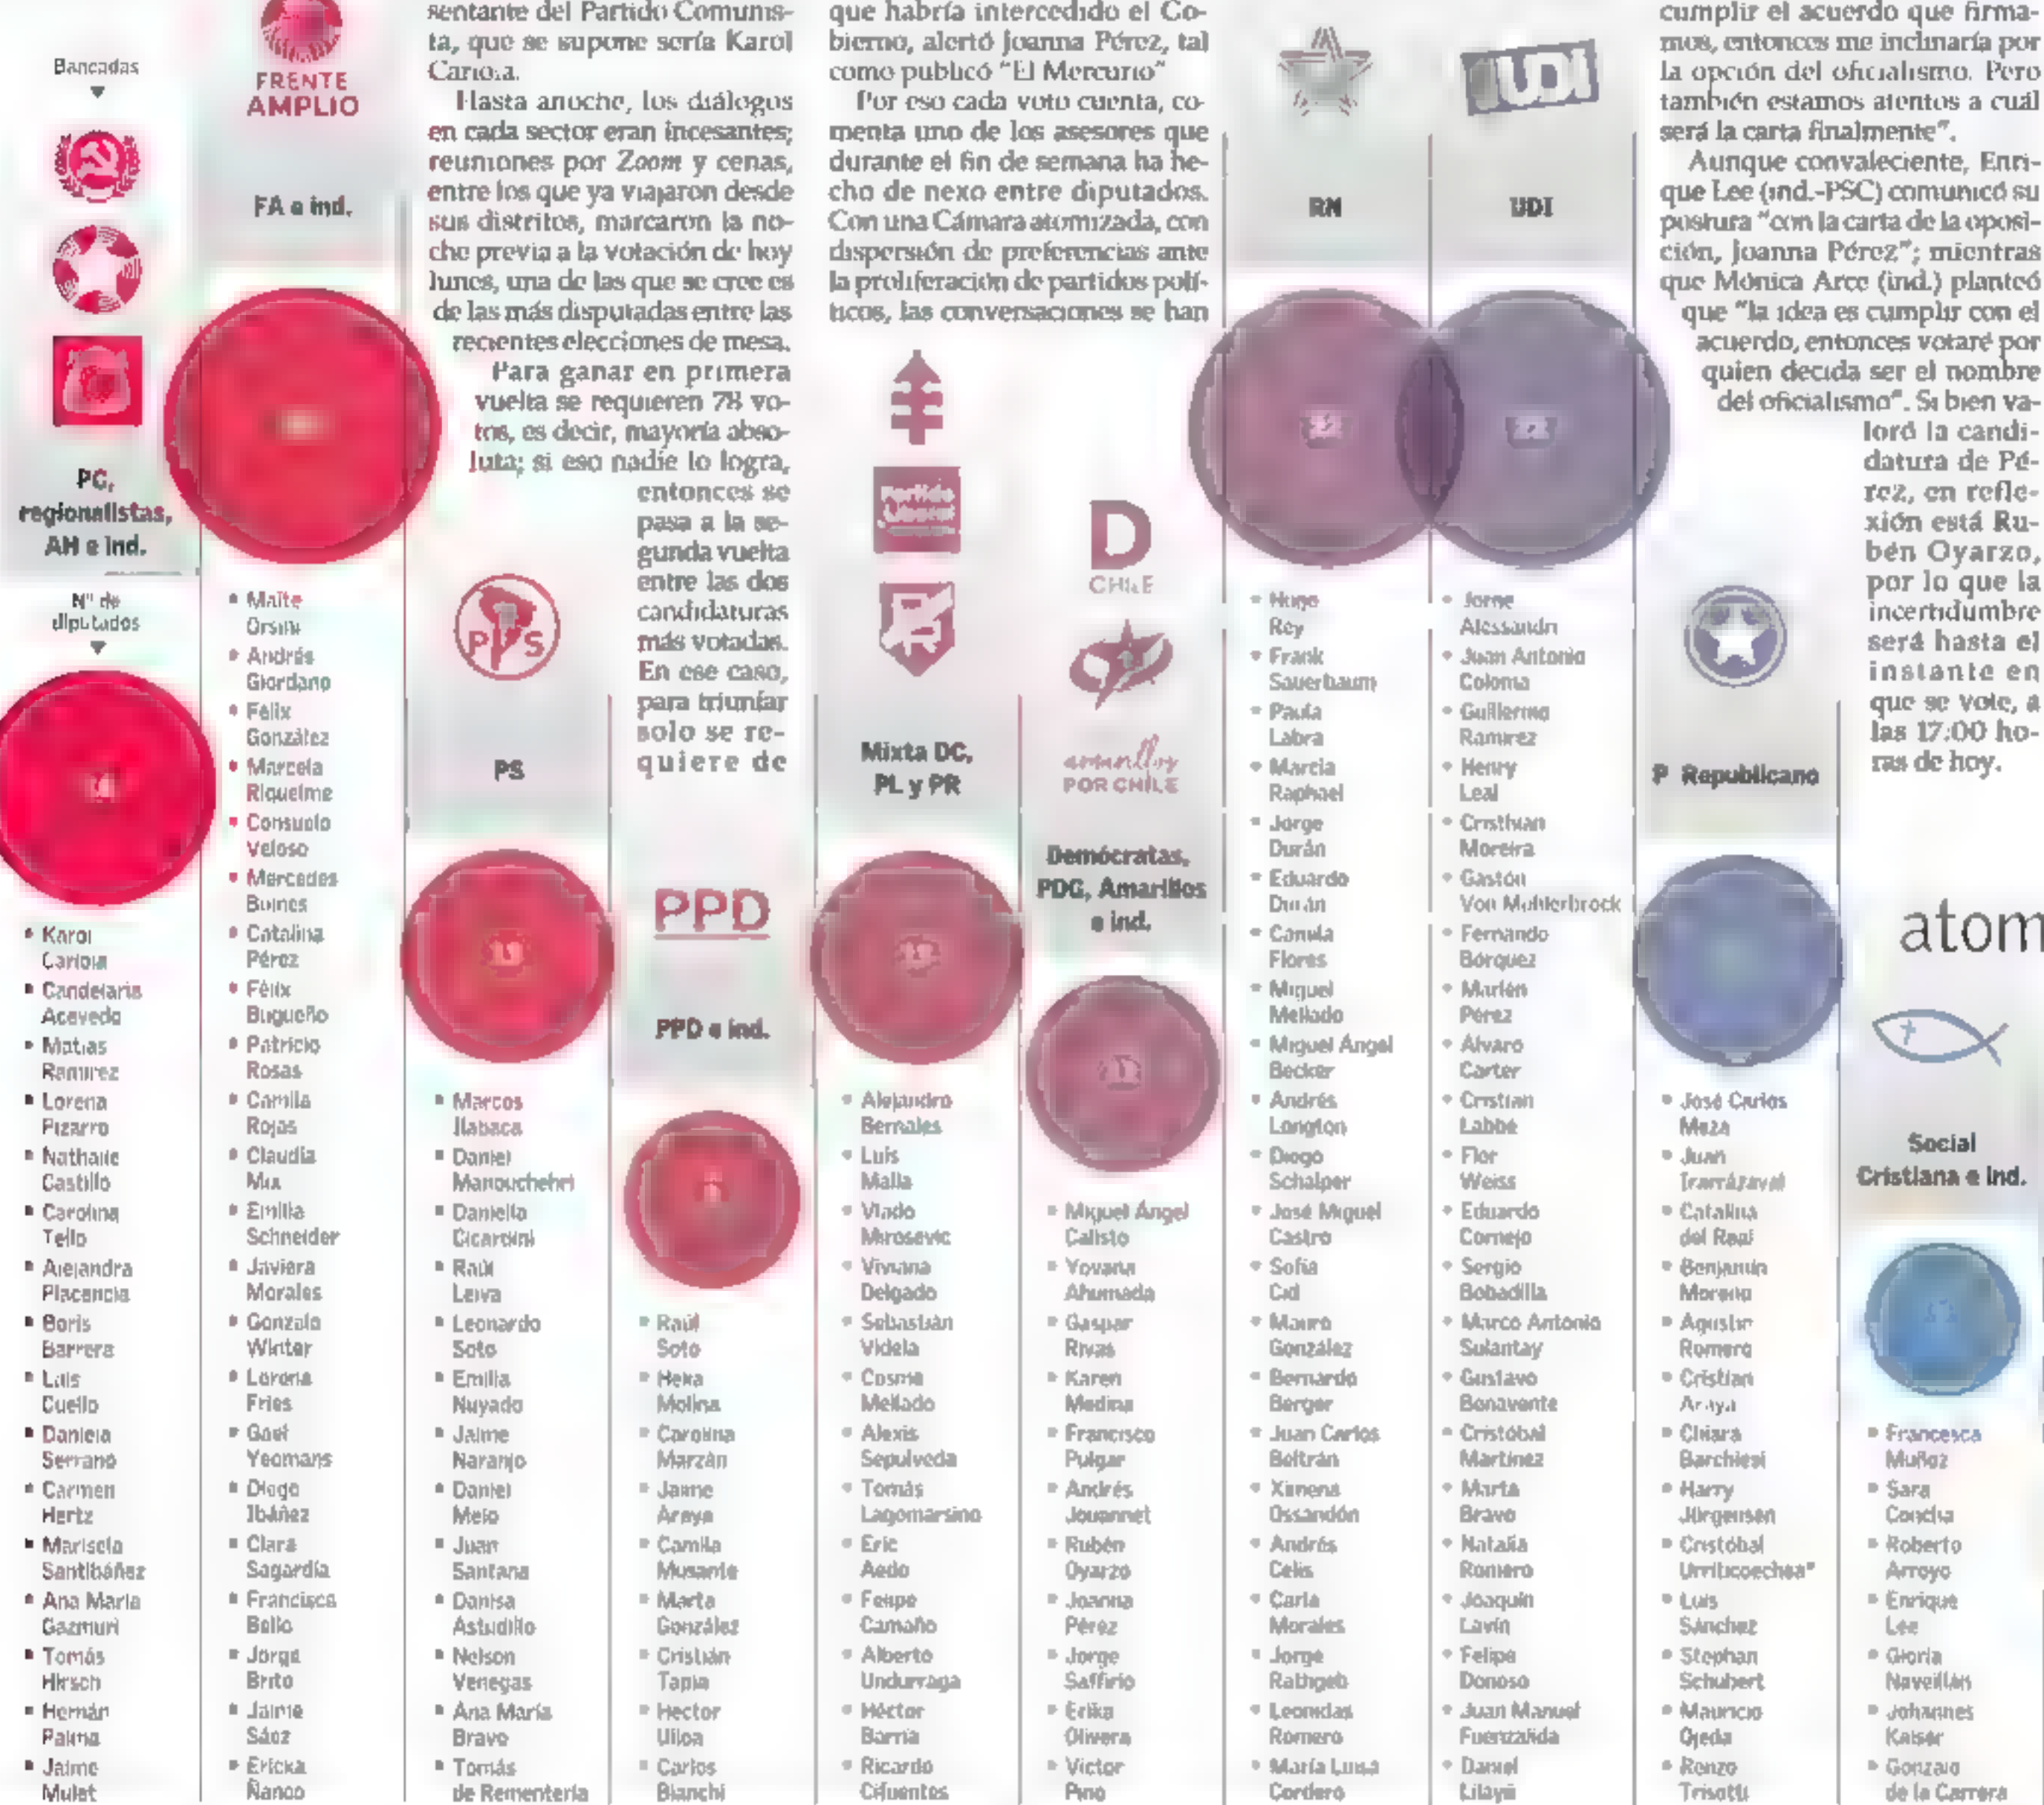 Bancadas
PC,
regionalistas,
AH e ind.
N° de
diputados
Karol
Cariola
Candelaria
Acevedo
Matías
Ramírez
Lorena
Pizarro
Nathalie
Castillo
Carolina
Tello
Alejandra
Placencia
Boris
Barrera
Luis
Cuello
Daniela
Serrano
Carmen
Hertz
Marisela
Santibáñez
Ana María
Gazmuri
Tomás
Hirsch
Hernán
Palma
Jaime
Mulet
FRENTE
AMPLIO
FA e ind.
Maite
Orsini
Andrés
Giordano
Félix
González
Marcela
Riquelme
Consuelo
Veloso
Mercedes
Bulnes
Catalina
Pérez
Félix
Bugueño
Patricio
Rosas
Camila
Rojas
Claudia
Mix
Emilia
Schneider
Javiera
Morales
Gonzalo
Winter
Lorena
Fries
Gael
Yeomans
Diego
Ibáñez
Clara
Sagardía
Francisca
Bello
Jorge
Brito
Jaime
Sáez
Ericka
Ñanco
sentante del Partido Comunis-
ta, que se supone sería Karol
Cariola.
Hasta anoche, los diálogos
en cada sector eran incesantes;
reuniones por Zoom y cenas,
entre los que ya viajaron desde
sus distritos, marcaron la no-
che previa a la votación de hoy
lunes, una de las que se cree es
de las más disputadas entre las
recientes elecciones de mesa.
Para ganar en primera
vuelta se requieren 78 vo-
tos, es decir, mayoría abso-
luta; si eso nadie lo logra,
entonces se
pasa a la se-
gunda vuelta
entre las dos
candidaturas
más votadas.
En ese caso,
para triunfar
solo se re-
quiere de
PS
PS
11
Marcos
Ilabaca
Daniel
Manouchehri
Daniella
Cicardini
Raúl
Leiva
Leonardo
Soto
Emilia
Nuyado
Jaime
Naranjo
Daniel
Melo
Juan
Santana
Danisa
Astudillo
Nelson
Venegas
Ana María
Bravo
Tomás
de Rementería
PPD
PPD e ind.
Raúl
Soto
Helia
Molina
Carolina
Marzán
Jaime
Araya
Camila
Musante
Marta
González
Cristián
Tapia
Hector
Ulloa
Carlos
Bianchi
que habría intercedido el Go-
bierno, alertó Joanna Pérez, tal
como publicó "El Mercurio"
Por eso cada voto cuenta, co-
menta uno de los asesores que
durante el fin de semana ha he-
cho de nexo entre diputados.
Con una Cámara atomizada, con
dispersión de preferencias ante
la proliferación de partidos polí-
ticos, las conversaciones se han
Partido
Liberal
Mixta DC,
PL y PR
Alejandro
Bernales
Luis
Malla
Vlado
Mirosevic
Viviana
Delgado
Sebastián
Videla
Cosme
Mellado
Alexis
Sepulveda
Tomás
Lagomarsino
Eric
Aedo
Felipe
Camaño
Alberto
Undurraga
Héctor
Barría
Ricardo
Cifuentes
D
CHILE
amarillos
POR CHILE
Demócratas,
PDG, Amarillos
e ind.
Miguel Ángel
Calisto
Yovana
Ahumada
Gaspar
Rivas
Karen
Medina
Francisco
Pulgar
Andrés
Jouannet
Rubén
Oyarzo
Joanna
Pérez
Jorge
Saffirio
Erika
Olivera
Victor
Pino
RN
22
Hugo
Rey
Frank
Sauerbaum
Paula
Labra
Marcia
Raphael
Jorge
Durán
Eduardo
Durán
Camila
Flores
Miguel
Mellado
Miguel Ángel
Becker
Andrés
Longton
Diego
Schalper
José Miguel
Castro
Sofía
Cid
Mauro
González
Bernardo
Berger
Juan Carlos
Beltrán
Ximena
Ossandón
Andrés
Celis
Carla
Morales
Jorge
Rathgeb
Leonidas
Romero
María Luisa
Cordero
UDI
UDI
22
Jorge
Alessandri
Juan Antonio
Coloma
Guillermo
Ramírez
Henry
Leal
Cristhian
Moreira
Gastón
Von Muhlerbrock
Fernando
Bórquez
Marlen
Pérez
Alvaro
Carter
Cristian
Labbé
Flor
Weiss
Eduardo
Cornejo
Sergio
Bobadilla
Marco Antonio
Sulantay
Gustavo
Benavente
Cristóbal
Martínez
Marta
Bravo
Natalia
Romero
Joaquín
Lavín
Felipe
Donoso
Juan Manuel
Fuenzalida
Daniel
Lilayú
cumplir el acuerdo que firma-
mos, entonces me inclinaría por
la opción del oficialismo. Pero
también estamos atentos a cuál
será la carta finalmente".
Aunque convaleciente, Enri-
que Lee (ind.-PSC) comunicó su
postura "con la carta de la oposi-
ción, Joanna Pérez"; mientras
que Mónica Arce (ind.) planteó
que "la idea es cumplir con el
acuerdo, entonces votaré por
quien decida ser el nombre
del oficialismo". Si bien va-
loró la candi-
datura de Pé-
rez, en refle-
xión está Ru-
bén Oyarzo,
por lo que la
incertidumbre
será hasta el
instante en
que se vote, a
las 17:00 ho-
ras de hoy.
P Republicano
José Carlos
Meza
Juan
Irarrázaval
Catalina
del Real
Benjamín
Moreno
Agustín
Romero
Cristian
Araya
Chiara
Barchiesi
Harry
Jürgensen
Cristóbal
Urruticoechea*
Luis
Sánchez
Stephan
Schubert
Mauricio
Ojeda
Renzo
Trisotti
atom
Social
Cristiana e ind.
Francesca
Muñoz
Sara
Concha
Roberto
Arroyo
Enrique
Lee
Gloria
Naveillán
Johannes
Kaiser
Gonzalo
de la Carrera